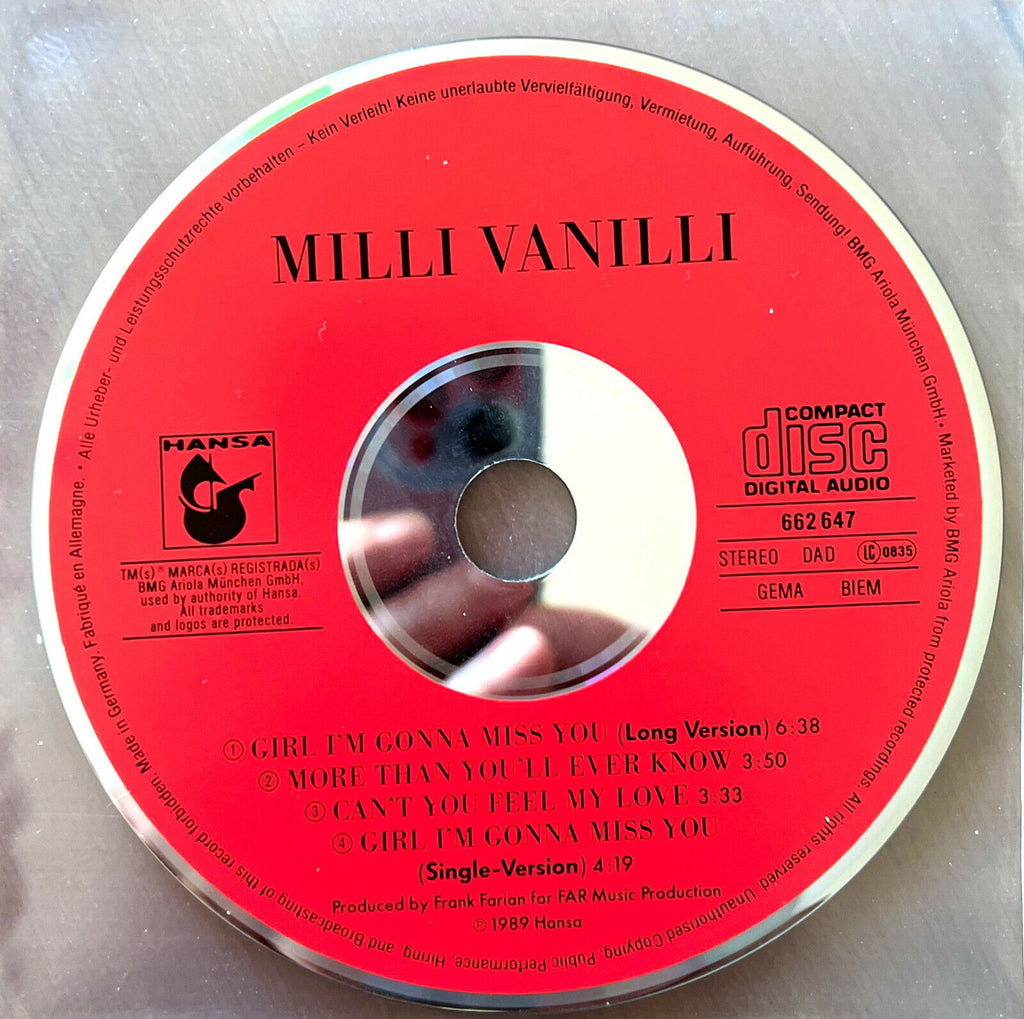 Alle Urheber- und Leistungsschutzrechte vorbehalten – Kein Verleih! Keine unerlaubte Vervielfältigung, Vermietung, Aufführung, Sendung! BMG Ariola München GmbH • Marketed by BMG Ariola from protected recordings. All rights reserved. Unauthorised Copying, Public Performance, Hiring, and Broadcasting of this record forbidden. Made in Germany. Fabriqué en Allemagne. •
MILLI VANILLI
HANSA
TM(s)® MARCA(s) REGISTRADA(s)
BMG Ariola München GmbH,
used by authority of Hansa.
All trademarks
and logos are protected.
COMPACT
disc
DIGITAL AUDIO
662 647
STEREO DAD LC 0835
GEMA BIEM
① GIRL I'M GONNA MISS YOU (Long Version) 6:38
② MORE THAN YOU'LL EVER KNOW 3:50
③ CAN'T YOU FEEL MY LOVE 3:33
④ GIRL I'M GONNA MISS YOU
(Single-Version) 4:19
Produced by Frank Farian for FAR Music Production
℗ 1989 Hansa